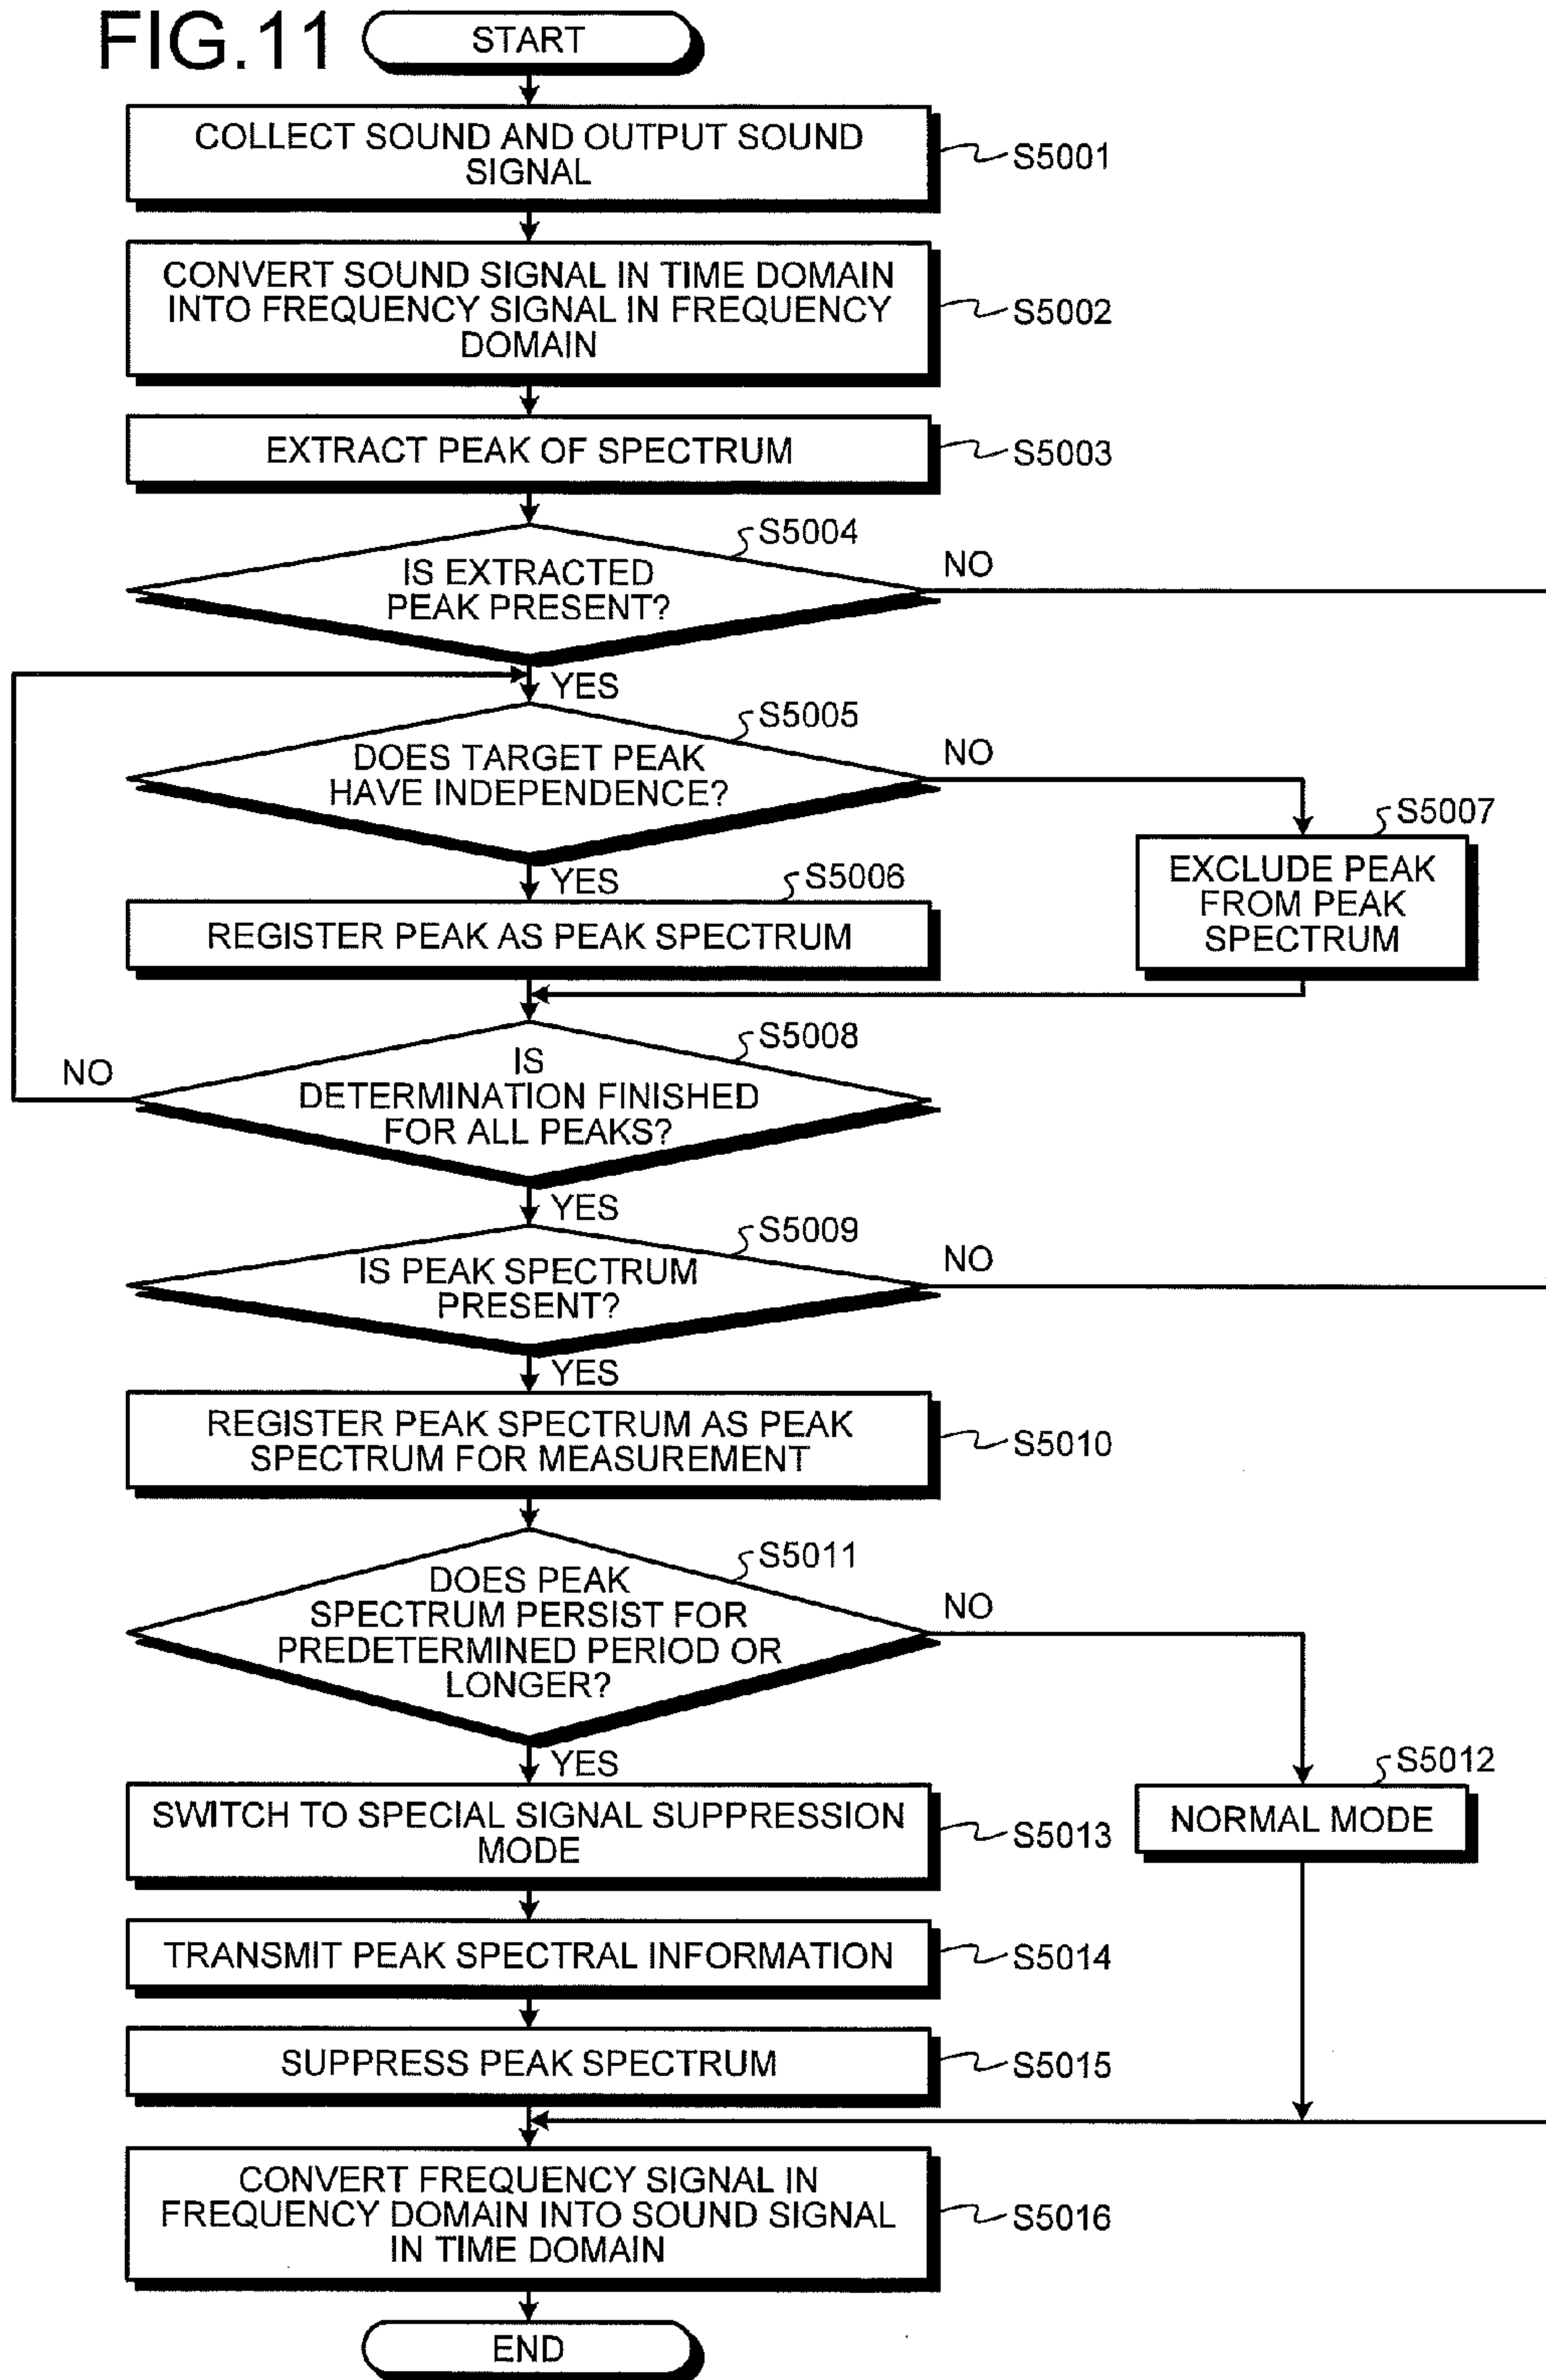 FIG.11
START
COLLECT SOUND AND OUTPUT SOUND
SIGNAL
S5001
CONVERT SOUND SIGNAL IN TIME DOMAIN
INTO FREQUENCY SIGNAL IN FREQUENCY
DOMAIN
S5002
EXTRACT PEAK OF SPECTRUM
S5003
S5004
IS EXTRACTED
PEAK PRESENT?
NO
YES
S5005
DOES TARGET PEAK
HAVE INDEPENDENCE?
NO
S5007
EXCLUDE PEAK
FROM PEAK
SPECTRUM
YES
S5006
REGISTER PEAK AS PEAK SPECTRUM
S5008
IS
DETERMINATION FINISHED
FOR ALL PEAKS?
NO
YES
S5009
IS PEAK SPECTRUM
PRESENT?
NO
YES
REGISTER PEAK SPECTRUM AS PEAK
SPECTRUM FOR MEASUREMENT
S5010
S5011
DOES PEAK
SPECTRUM PERSIST FOR
PREDETERMINED PERIOD OR
LONGER?
NO
S5012
NORMAL MODE
YES
SWITCH TO SPECIAL SIGNAL SUPPRESSION
MODE
S5013
TRANSMIT PEAK SPECTRAL INFORMATION
S5014
SUPPRESS PEAK SPECTRUM
S5015
CONVERT FREQUENCY SIGNAL IN
FREQUENCY DOMAIN INTO SOUND SIGNAL
IN TIME DOMAIN
S5016
END